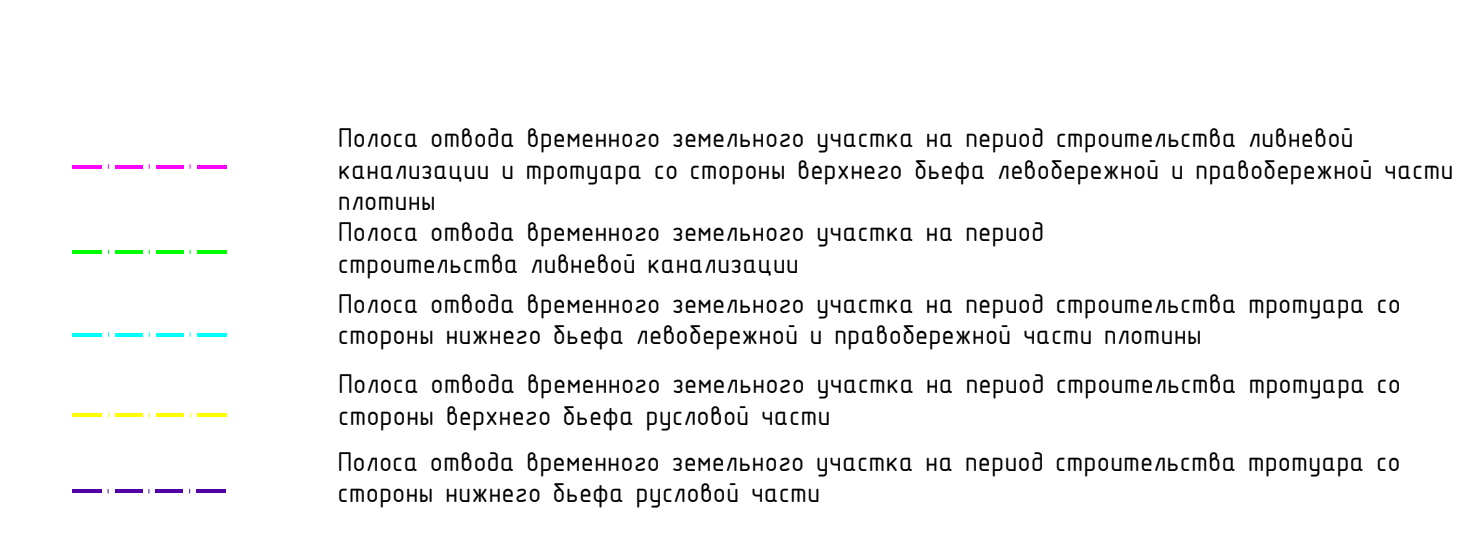 Полоса отвода временного земельного участка на период строительства ливневой
канализации и тротуара со стороны верхнего бьефа левобережной и правобережной части
плотины
Полоса отвода временного земельного участка на период
строительства ливневой канализации
Полоса отвода временного земельного участка на период строительства тротуара со
стороны нижнего бьефа левобережной и правобережной части плотины
Полоса отвода временного земельного участка на период строительства тротуара со
стороны верхнего бьефа русловой части
Полоса отвода временного земельного участка на период строительства тротуара со
стороны нижнего бьефа русловой части